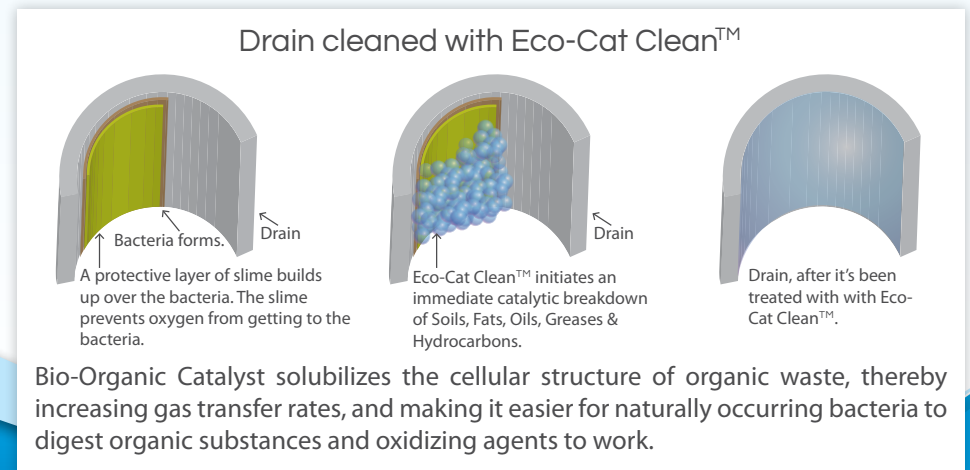 Drain cleaned with Eco-Cat Clean™
Bacteria forms.
Drain
A protective layer of slime builds
up over the bacteria. The slime
prevents oxygen from getting to the
bacteria.
Drain
Eco-Cat Clean™ initiates an
immediate catalytic breakdown
of Soils, Fats, Oils, Greases &
Hydrocarbons.
Drain, after it's been
treated with with Eco-
Cat Clean™.
Bio-Organic Catalyst solubilizes the cellular structure of organic waste, thereby
increasing gas transfer rates, and making it easier for naturally occurring bacteria to
digest organic substances and oxidizing agents to work.